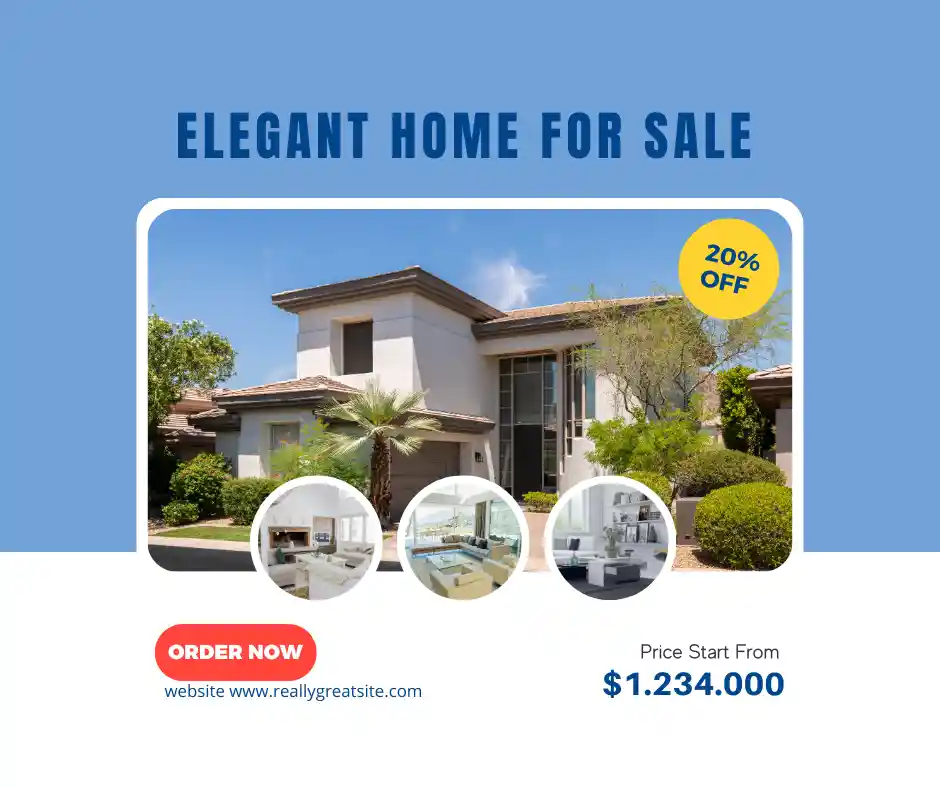 ELEGANT HOME FOR SALE
20%
OFF
ORDER NOW
website www.reallygreatsite.com
Price Start From
$1.234.000